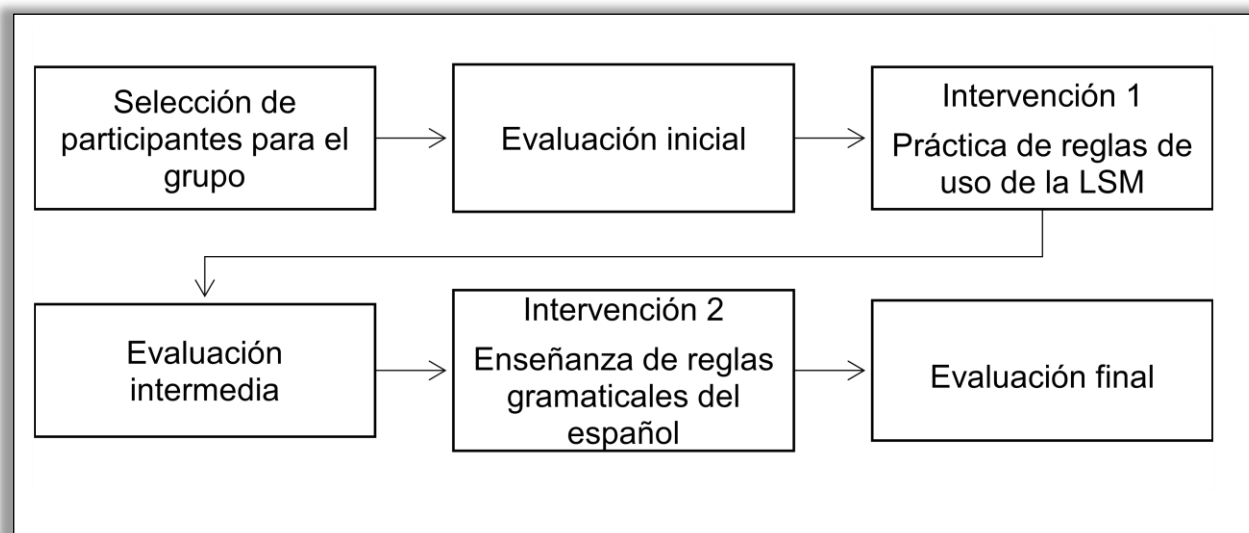 Selección de
participantes para el
grupo
Evaluación inicial
Intervención 1
Práctica de reglas de
uso de la LSM
Evaluación
intermedia
Intervención 2
Enseñanza de reglas
gramaticales del
español
Evaluación final